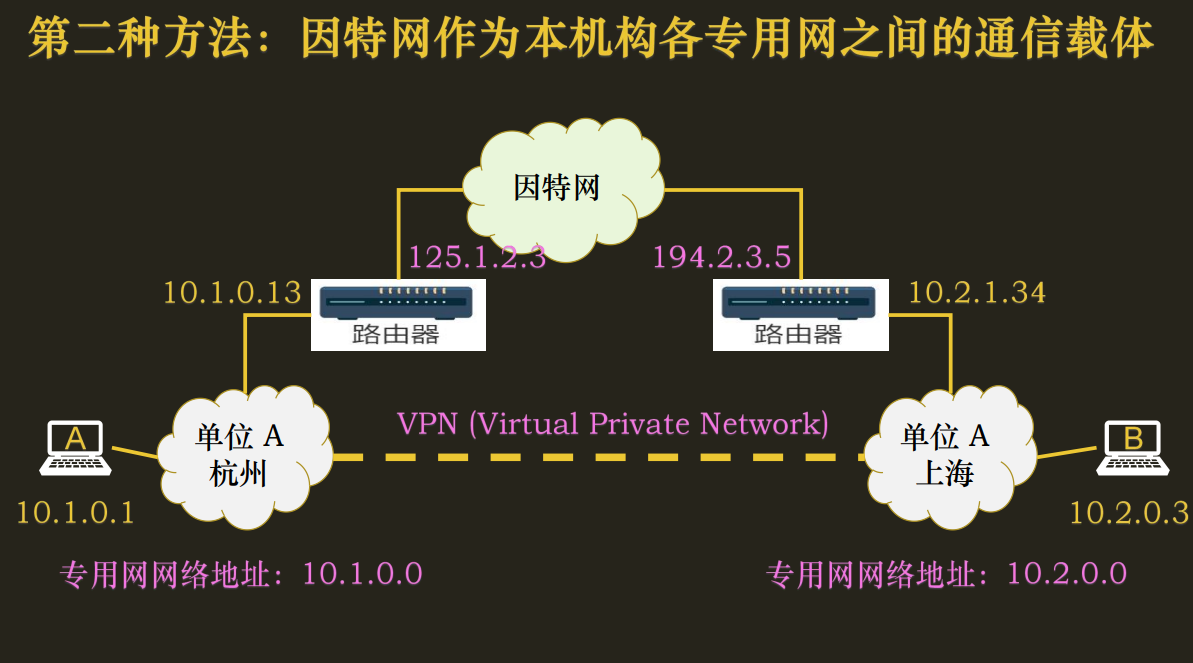 第二种方法：因特网作为本机构各专用网之间的通信载体
因特网
125.1.2.3
194.2.3.5
10.1.0.13
10.2.1.34
路由器
路由器
VPN (Virtual Private Network)
A
单位 A
杭州
单位 A
上海
B
10.1.0.1
10.2.0.3
专用网网络地址：10.1.0.0
专用网网络地址：10.2.0.0